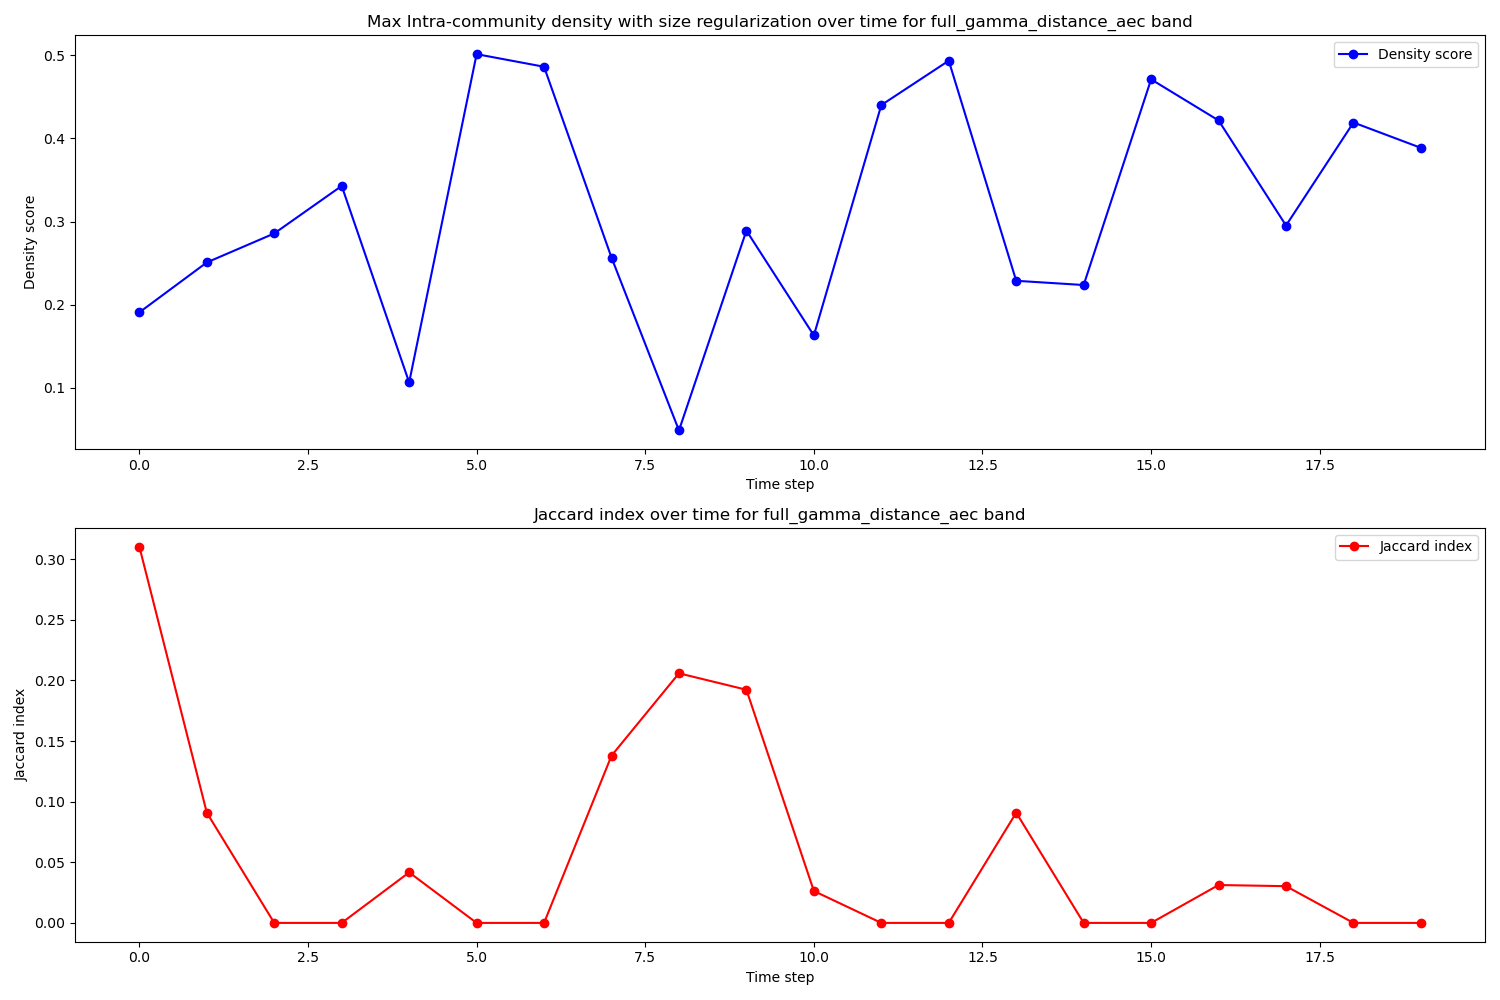 Max Intra-community density with size regularization over time for full_gamma_distance_aec band
Density score
0.5
0.4
0.3
0.2
0.1
Density score
0.0 2.5 5.0 7.5 10.0 12.5 15.0 17.5
Time step
Jaccard index over time for full_gamma_distance_aec band
Jaccard index
0.30
0.25
0.20
0.15
0.10
0.05
0.00
Jaccard index
0.0 2.5 5.0 7.5 10.0 12.5 15.0 17.5
Time step